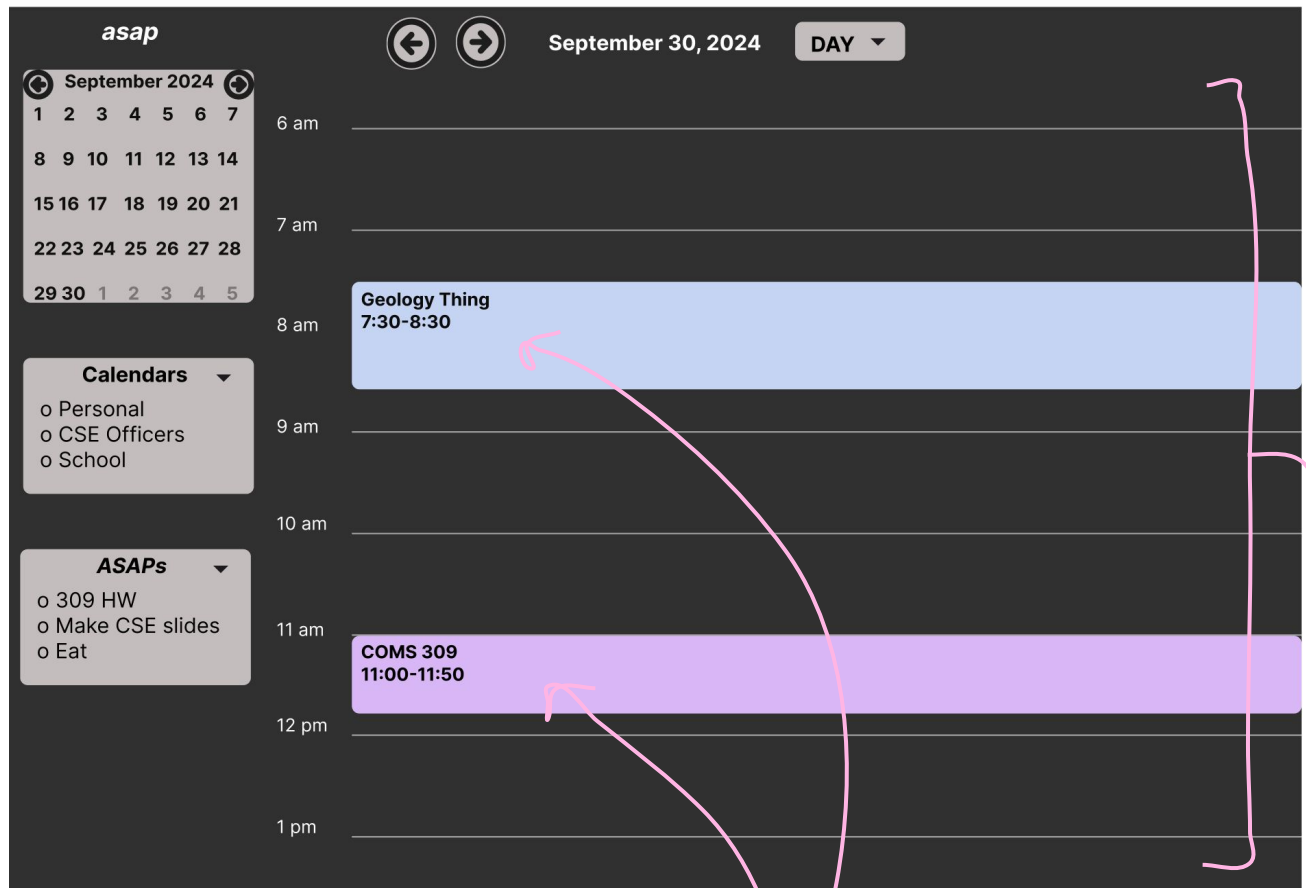 asap
September 30, 2024
DAY
September 2024
1 2 3 4 5 6 7
8 9 10 11 12 13 14
15 16 17 18 19 20 21
22 23 24 25 26 27 28
29 30 1 2 3 4 5
Calendars
o Personal
o CSE Officers
o School
ASAPs
o 309 HW
o Make CSE slides
o Eat
6 am
7 am
Geology Thing
7:30-8:30
8 am
9 am
10 am
11 am
COMS 309
11:00-11:50
12 pm
1 pm